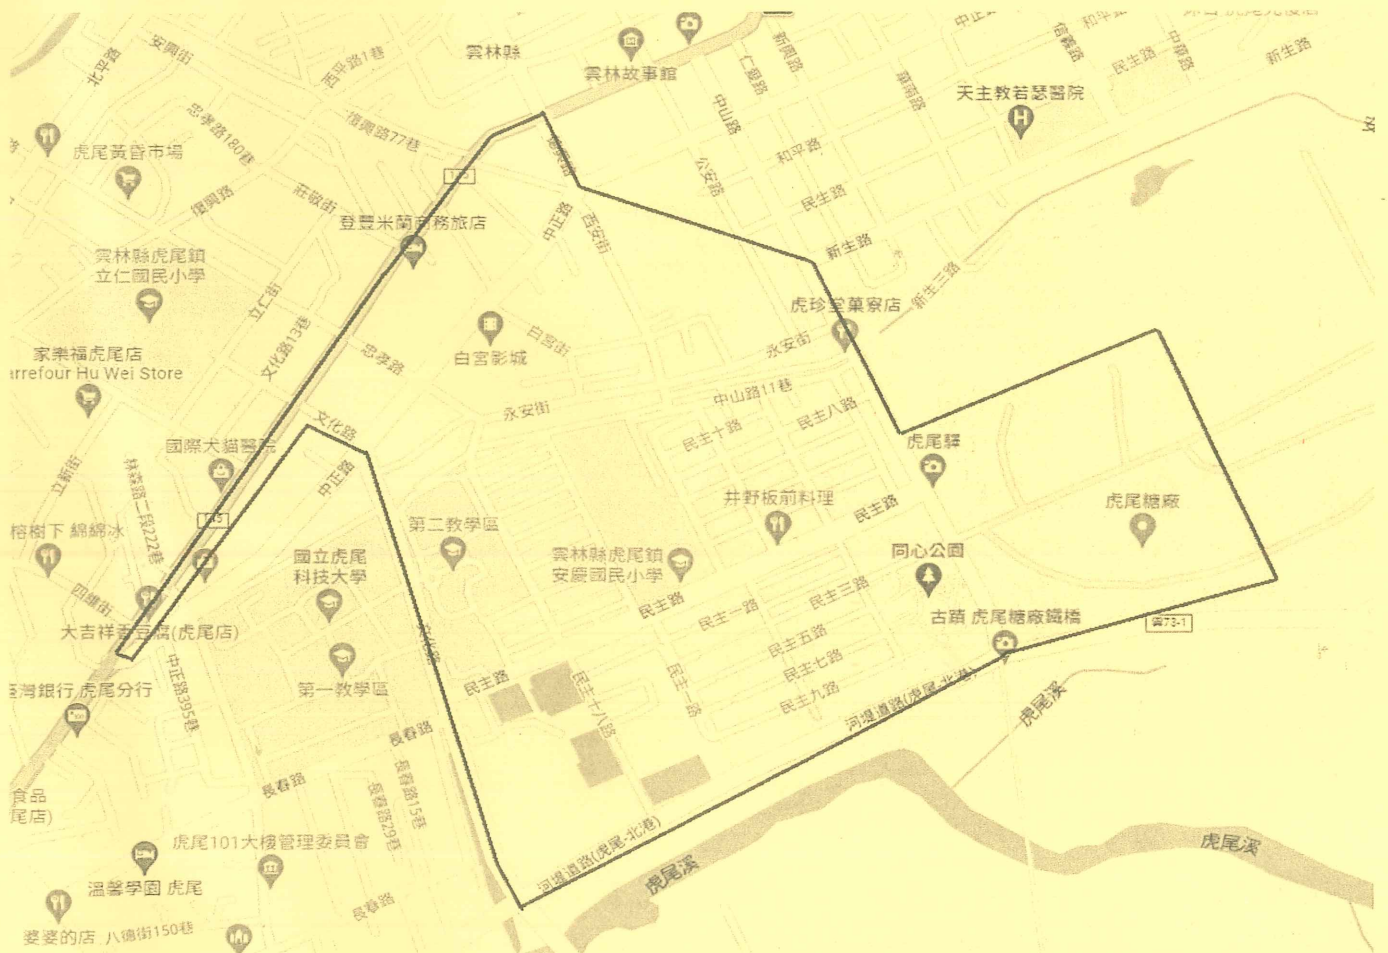 雲林縣
雲林故事館
安興街
北平路
西平路1巷
復興路77巷
忠孝路180巷
虎尾黃昏市場
復興路
莊敬街
新興路
仁愛路
中山路
公安路
華南路
信義路
和平路
民生路
中華路
新生路
天主教若瑟醫院
和平路
民生路
新生路
新生三路
復興路
中正路
西安街
登豐米蘭商務旅店
雲林縣虎尾鎮
立仁國民小學
立仁街
文化路13巷
忠孝路
白宮影城
白宮街
虎珍堂菓寮店
永安街
中山路11巷
永安街
民主十路
民主八路
家樂福虎尾店
arrefour Hu Wei Store
國際犬貓醫院
文化路
中正路
立新街
林森路二段222巷
145
榕樹下 綿綿冰
四維街
國立虎尾
科技大學
第二教學區
雲林縣虎尾鎮
安慶國民小學
井野板前料理
民主路
虎尾驛
虎尾糖廠
同心公園
古蹟 虎尾糖廠鐵橋
雲73-1
民主路
民主一路
民主三路
民主五路
民主七路
民主九路
民主一路
大吉祥香豆腐(虎尾店)
灣銀行 虎尾分行
中正路395巷
第一教學區
文化路
民主路
民主十八路
長春路
長春路
長春路15巷
長春路29巷
長春路
河堤道路(虎尾-北港)
河堤道路(虎尾-北港)
虎尾溪
虎尾溪
虎尾溪
食品
尾店)
虎尾101大樓管理委員會
溫馨學園 虎尾
婆婆的店
八德街150巷